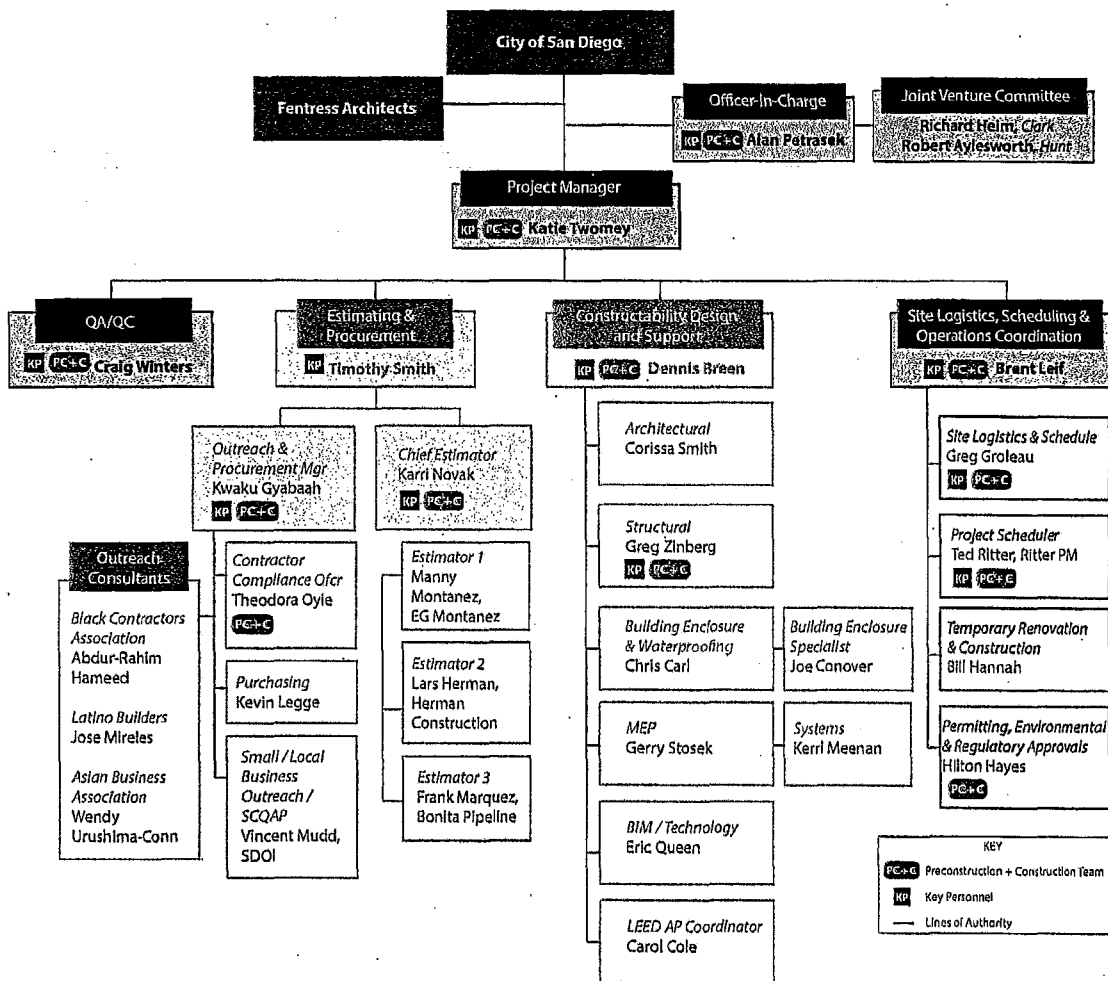 City of San Diego
Fentress Architects
Officer-In-Charge
KP PC+C Alan Petrasek
Joint Venture Committee
Richard Heim, Clark
Robert Aylesworth, Hunt
Project Manager
KP PC+C Katie Twomey
QA/QC
KP PC+C Craig Winters
Estimating &
Procurement
KP Timothy Smith
Constructability Design
and Support
KP PC+C Dennis Breen
Site Logistics, Scheduling &
Operations Coordination
KP PC+C Brent Leif
Outreach &
Procurement Mgr
Kwaku Gyabaah
KP PC+C
Chief Estimator
Karri Novak
KP PC+C
Outreach
Consultants
Black Contractors
Association
Abdur-Rahim
Hameed
Latino Builders
Jose Mireles
Asian Business
Association
Wendy
Urushima-Conn
Contractor
Compliance Ofcr
Theodora Oyie
PC+C
Purchasing
Kevin Legge
Small / Local
Business
Outreach /
SCQAP
Vincent Mudd,
SDOI
Estimator 1
Manny
Montanez,
EG Montanez
Estimator 2
Lars Herman,
Herman
Construction
Estimator 3
Frank Marquez,
Bonita Pipeline
Architectural
Corissa Smith
Structural
Greg Zinberg
KP PC+C
Building Enclosure
& Waterproofing
Chris Carl
Building Enclosure
Specialist
Joe Conover
MEP
Gerry Stosek
Systems
Kerri Meenan
BIM / Technology
Eric Queen
LEED AP Coordinator
Carol Cole
Site Logistics & Schedule
Greg Groleau
KP PC+C
Project Scheduler
Ted Ritter, Ritter PM
KP PC+C
Temporary Renovation
& Construction
Bill Hannah
Permitting, Environmental
& Regulatory Approvals
Hilton Hayes
PC+C
KEY
PC+C Preconstruction + Construction Team
KP Key Personnel
Lines of Authority